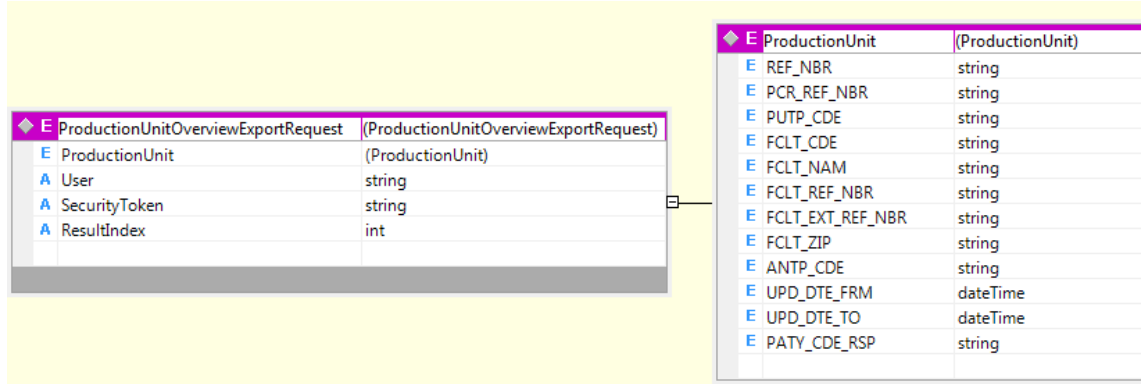 E ProductionUnitOverviewExportRequest (ProductionUnitOverviewExportRequest)
E ProductionUnit (ProductionUnit)
A User string
A SecurityToken string
A ResultIndex int
E ProductionUnit (ProductionUnit)
E REF_NBR string
E PCR_REF_NBR string
E PUTP_CDE string
E FCLT_CDE string
E FCLT_NAM string
E FCLT_REF_NBR string
E FCLT_EXT_REF_NBR string
E FCLT_ZIP string
E ANTP_CDE string
E UPD_DTE_FRM dateTime
E UPD_DTE_TO dateTime
E PATY_CDE_RSP string